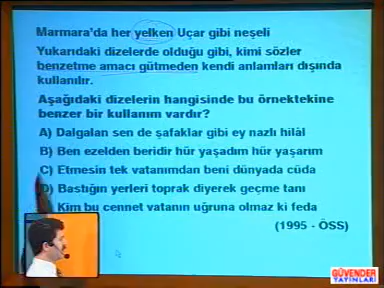 Marmara'da her yelken Uçar gibi neşeli
Yukarıdaki dizelerde olduğu gibi, kimi sözler
benzetme amacı gütmeden kendi anlamları dışında
kullanılır.
Aşağıdaki dizelerin hangisinde bu örnektekine
benzer bir kullanım vardır?
A) Dalgalan sen de şafaklar gibi ey nazlı hilâl
B) Ben ezelden beridir hür yaşadım hür yaşarım
C) Etmesin tek vatanımdan beni dünyada cüda
D) Bastığın yerleri toprak diyerek geçme tanı
Kim bu cennet vatanın uğruna olmaz ki feda
(1995 - ÖSS)
GÜVENDER
YAYINLARI